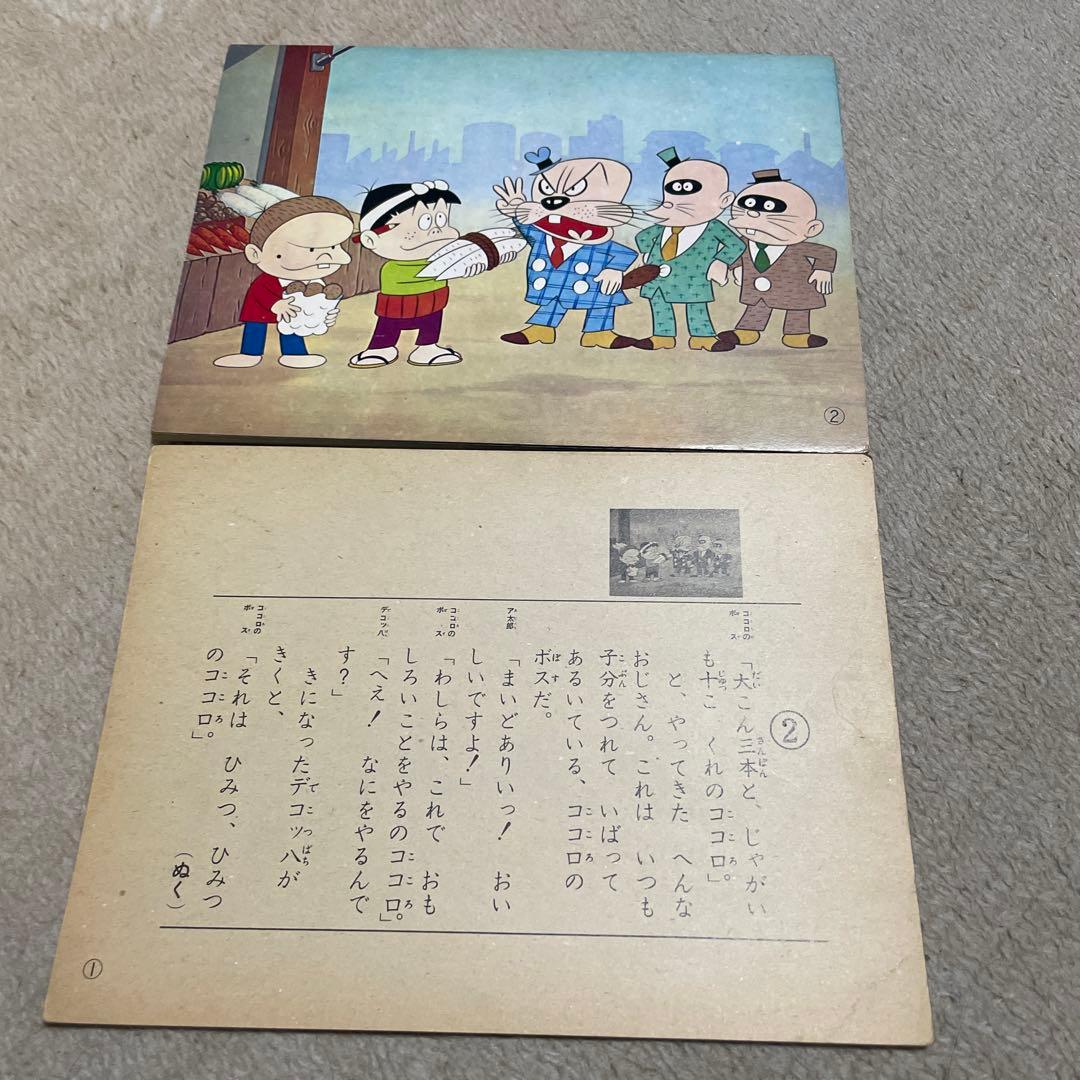 ②
②
ココロの
ボス
「大こん三本と、じゃがい
も十こ　くれのココロ」
と、やってきた　へんな
おじさん。これは　いつも
子分をつれて　いばって
あるいている、ココロの
ボスだ。
ア太郎
「まいどありいっ！　おい
しいですよ！」
ココロの
ボス
「わしらは、これで　おも
しろいことをやるのココロ」
デコッ八
「へえ！　なにをやるんで
す？」
きになったデコッ八が
きくと、
ココロの
ボス
「それは　ひみつ、ひみつ
のココロ」
（ぬく）
①